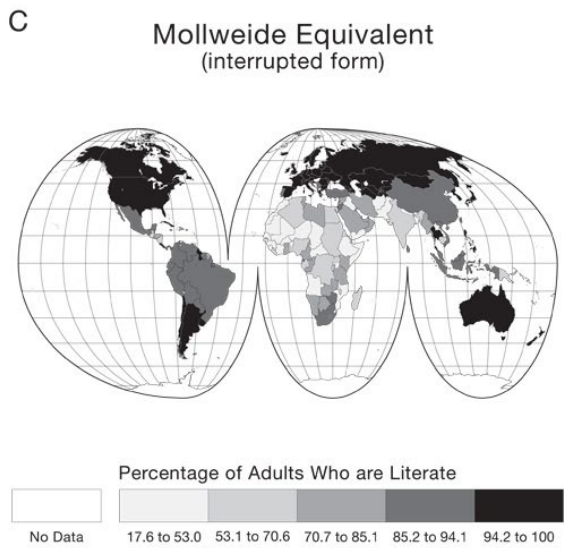 C
Mollweide Equivalent
(interrupted form)
Percentage of Adults Who are Literate
No Data
17.6 to 53.0
53.1 to 70.6
70.7 to 85.1
85.2 to 94.1
94.2 to 100